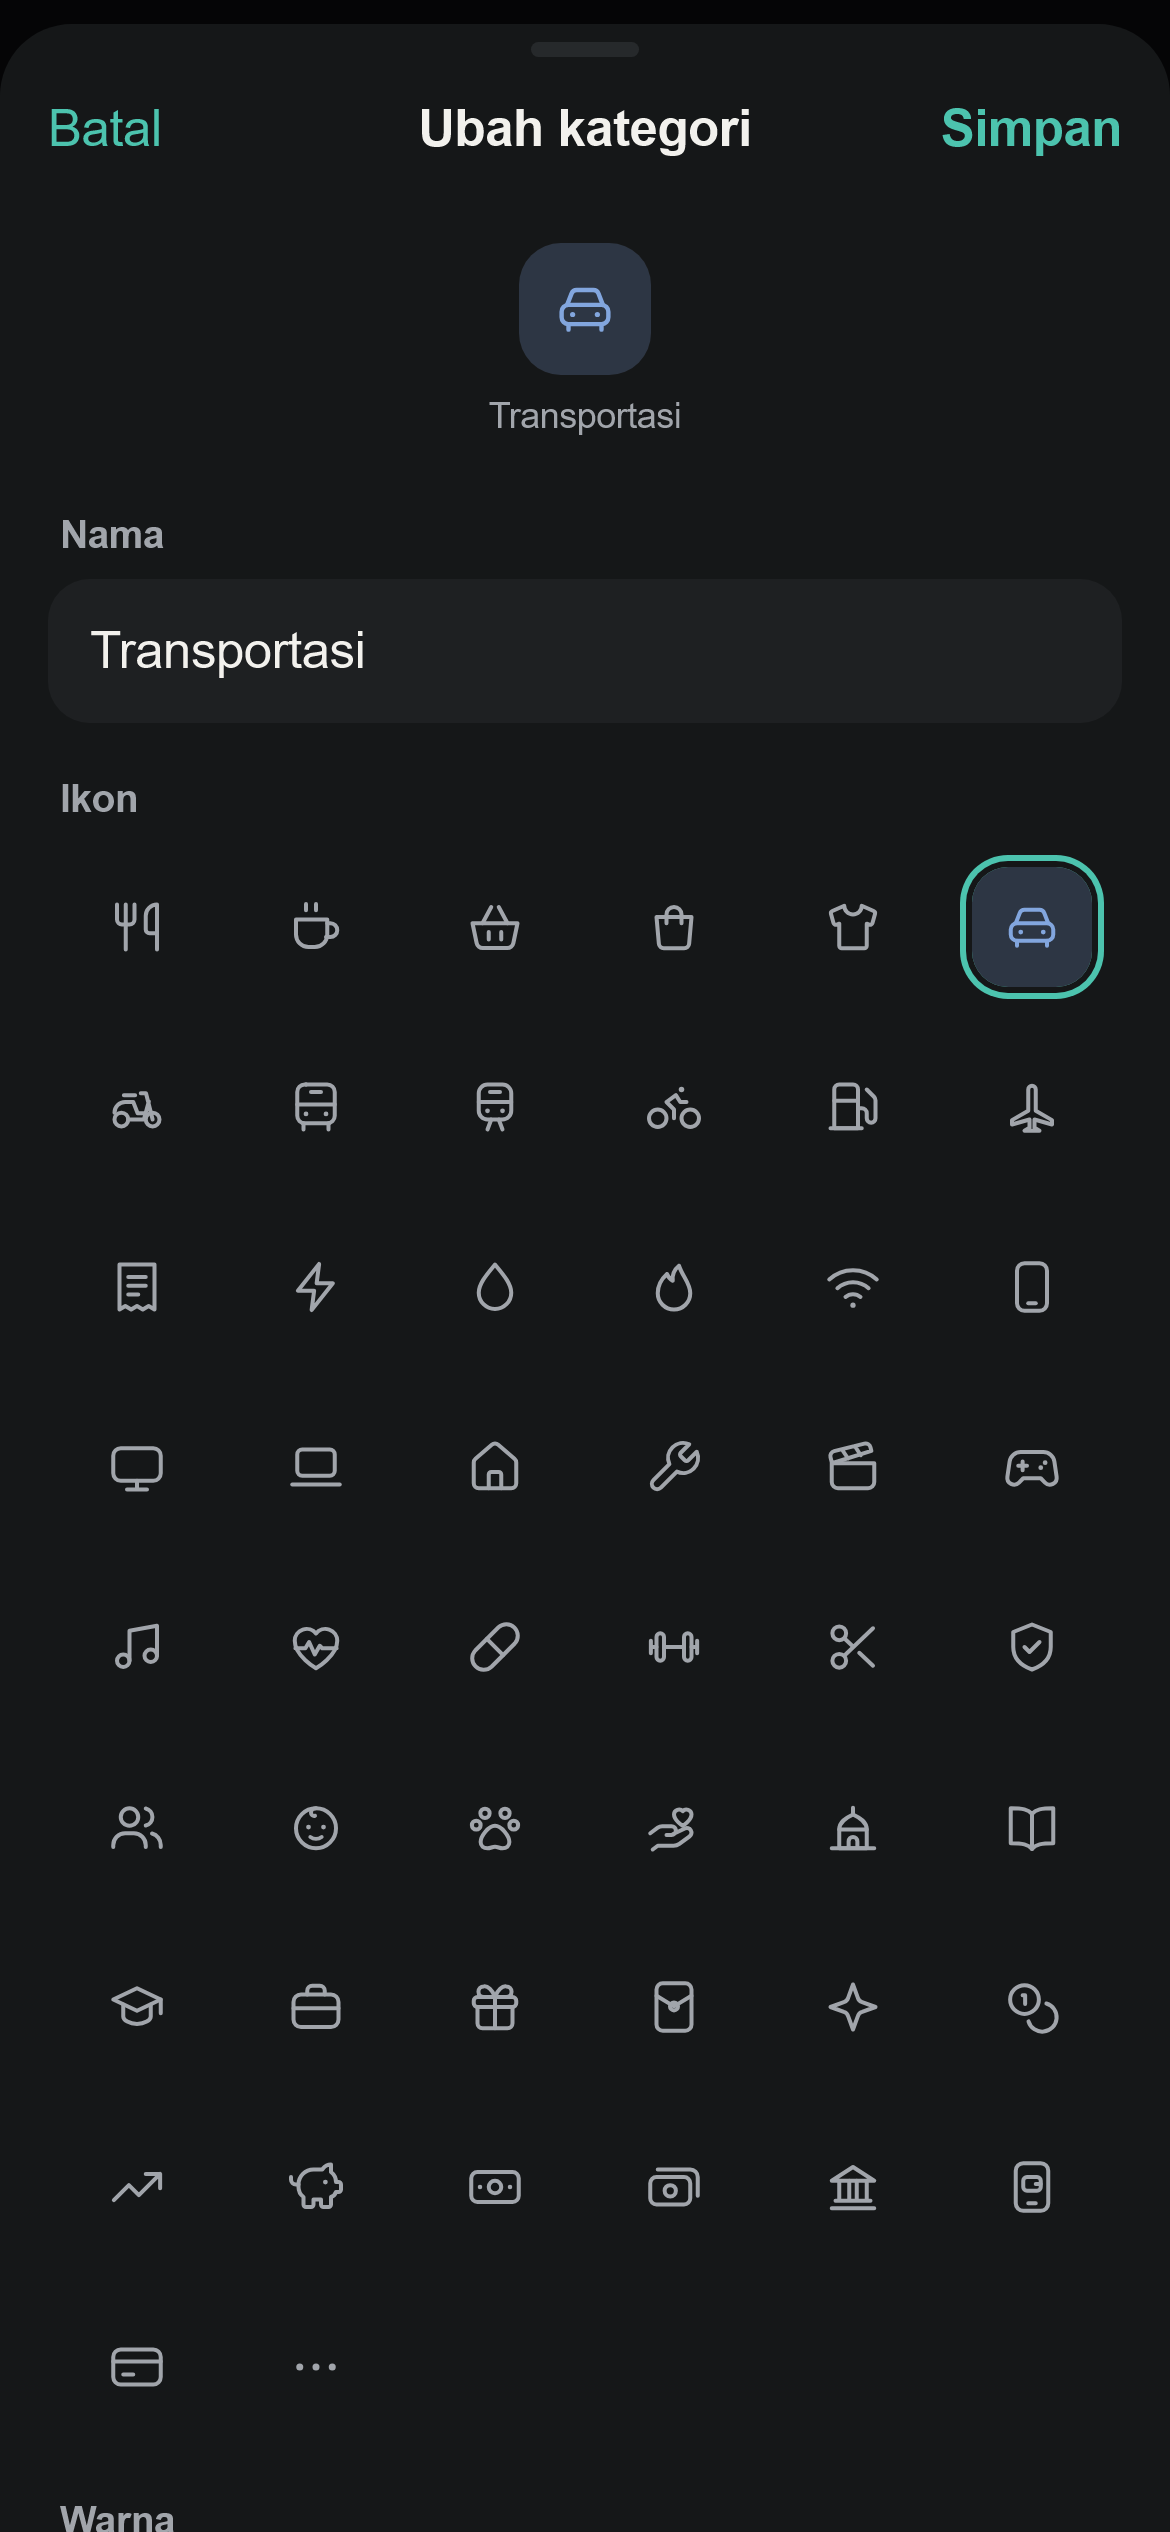 Batal
Ubah kategori
Simpan
Transportasi
Nama
Transportasi
Ikon
Warna